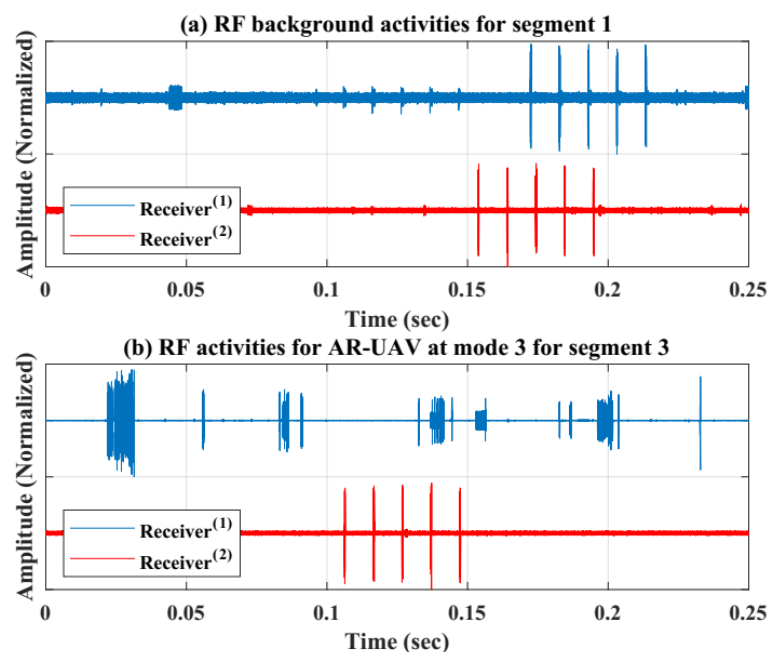 (a) RF background activities for segment 1
Amplitude (Normalized)
Receiver(1)
Receiver(2)
0 0.05 0.1 0.15 0.2 0.25
Time (sec)
(b) RF activities for AR-UAV at mode 3 for segment 3
Amplitude (Normalized)
Receiver(1)
Receiver(2)
0 0.05 0.1 0.15 0.2 0.25
Time (sec)